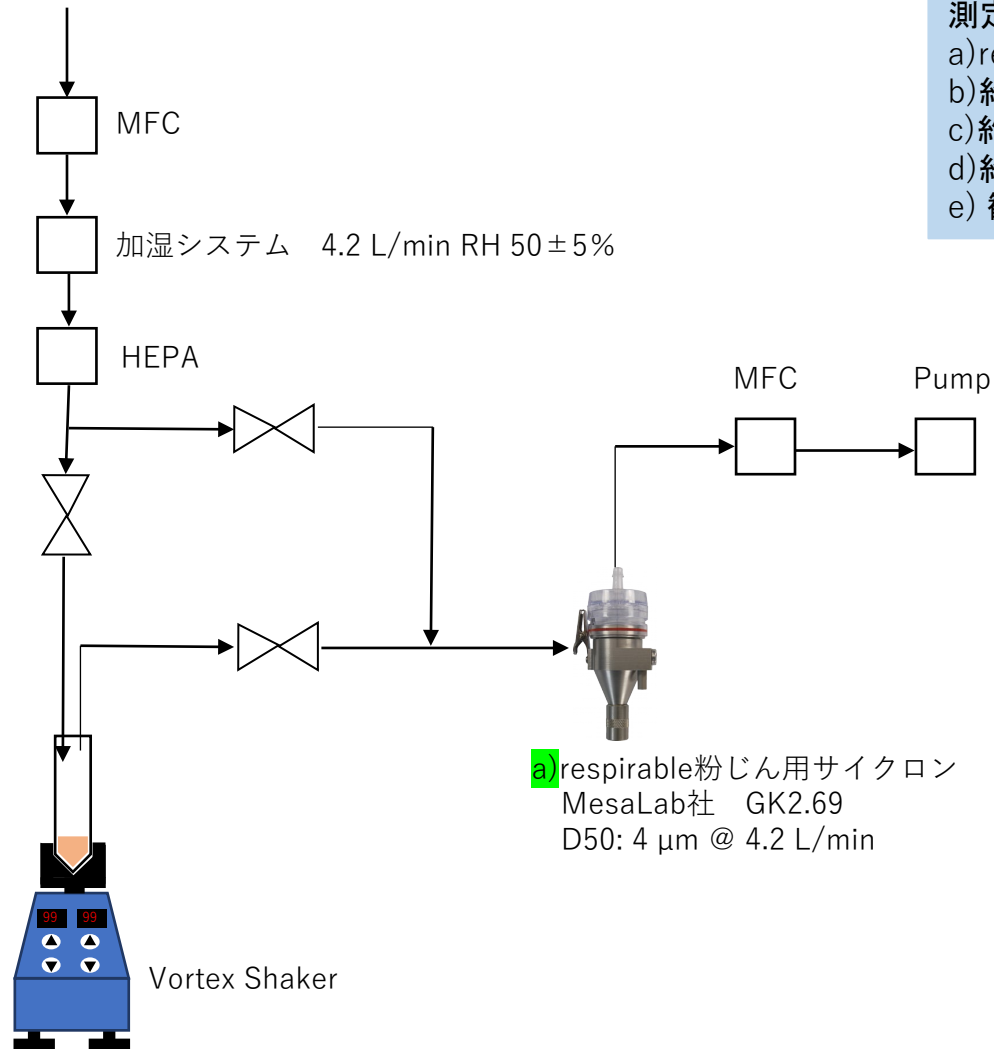 測定
a)re
b)
c)
d)
e)
MFC
加湿システム　4.2 L/min RH 50±5%
HEPA
MFC
Pump
a)respirable粉じん用サイクロン
MesaLab社　GK2.69
D50: 4 μm @ 4.2 L/min
99 99
Vortex Shaker